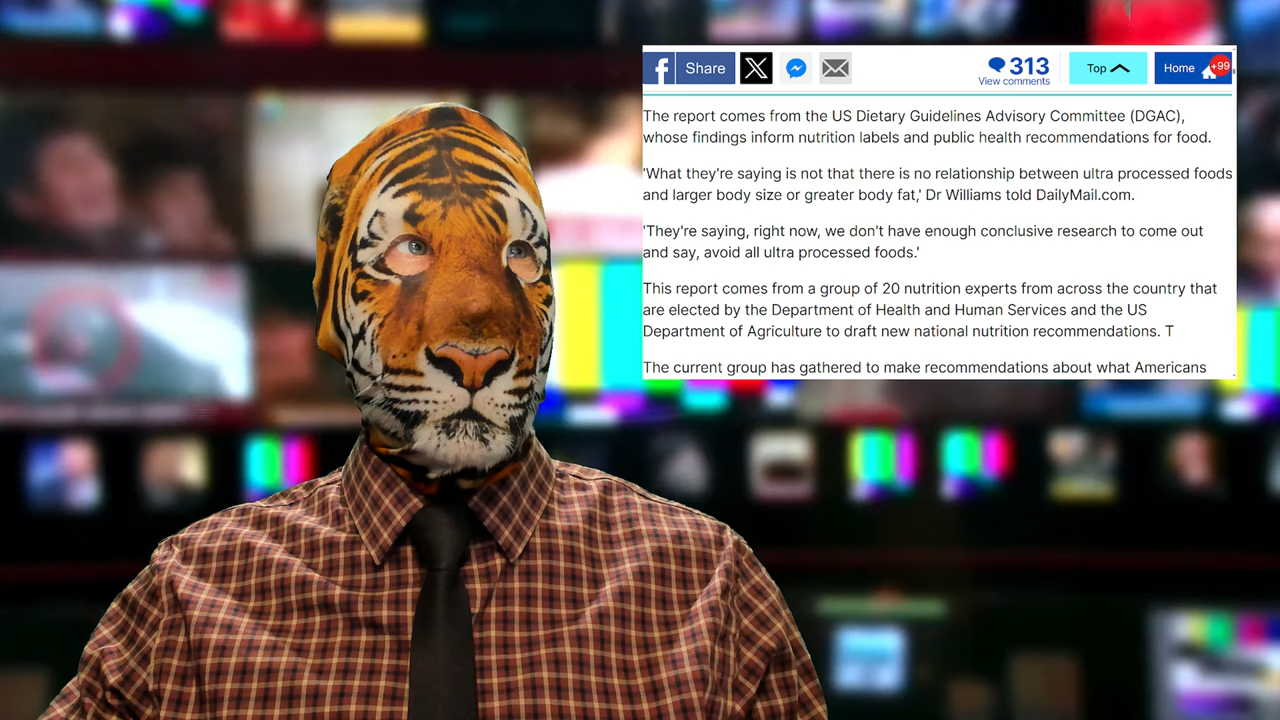 Share
313
View comments
Top
Home
+99
The report comes from the US Dietary Guidelines Advisory Committee (DGAC),
whose findings inform nutrition labels and public health recommendations for food.
'What they're saying is not that there is no relationship between ultra processed foods
and larger body size or greater body fat,' Dr Williams told DailyMail.com.
'They're saying, right now, we don't have enough conclusive research to come out
and say, avoid all ultra processed foods.'
This report comes from a group of 20 nutrition experts from across the country that
are elected by the Department of Health and Human Services and the US
Department of Agriculture to draft new national nutrition recommendations. T
The current group has gathered to make recommendations about what Americans